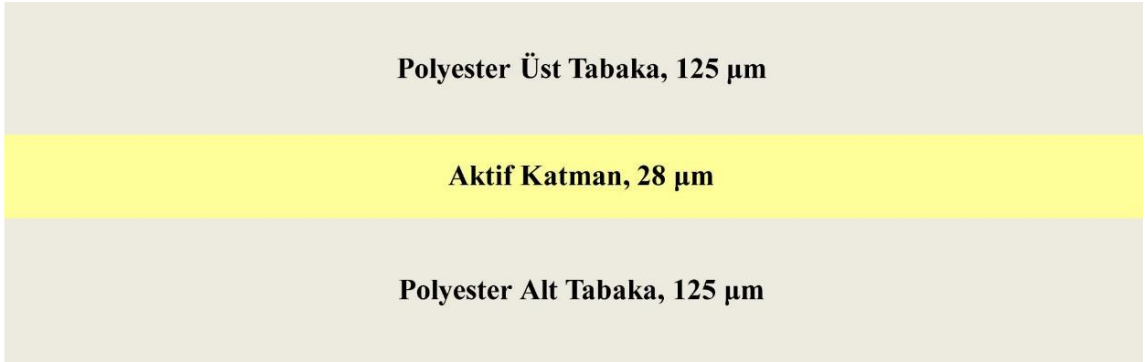 Polyester Üst Tabaka, 125 μm
Aktif Katman, 28 μm
Polyester Alt Tabaka, 125 μm